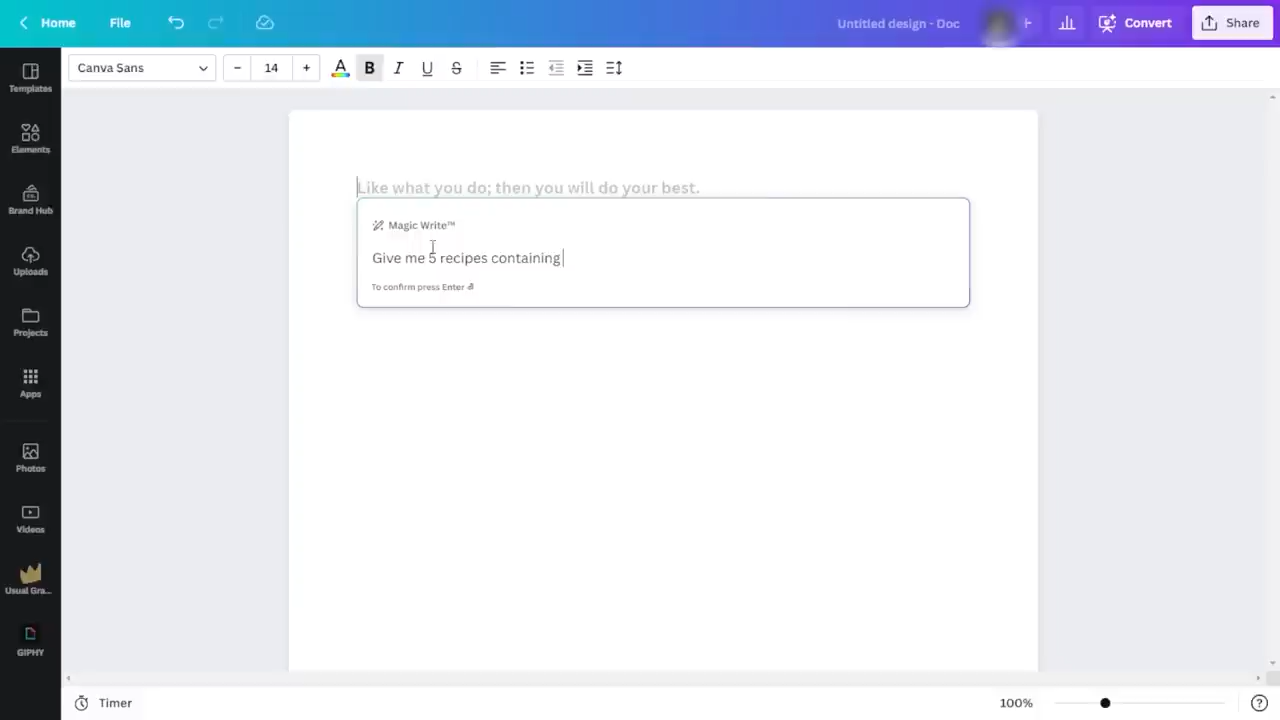 Home File Untitled design - Doc + Convert Share
Canva Sans - 14 + A B I U S
Templates
Elements
Brand Hub
Uploads
Projects
Apps
Photos
Videos
Usual Gra...
GIPHY
Like what you do; then you will do your best.
Magic Write™
Give me 5 recipes containing
To confirm press Enter ⏎
Timer 100% ?